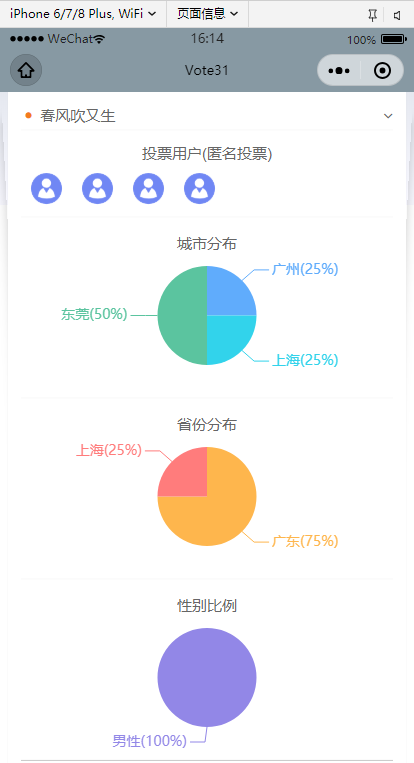 iPhone 6/7/8 Plus, WiFi 页面信息
WeChat 16:14 100%
Vote31
春风吹又生
投票用户(匿名投票)
城市分布
广州(25%)
东莞(50%)
上海(25%)
省份分布
上海(25%)
广东(75%)
性别比例
男性(100%)